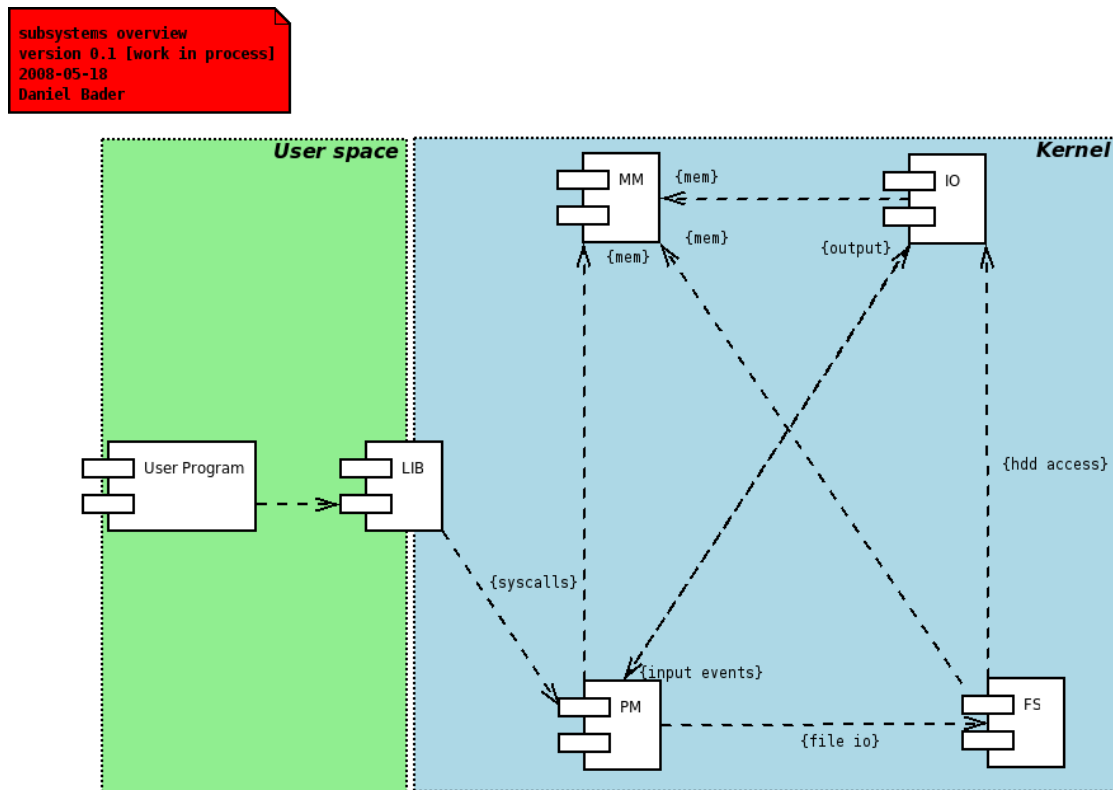 subsystems overview
version 0.1 [work in process]
2008-05-18
Daniel Bader
User space
Kernel
MM
{mem}
IO
{mem}
{mem}
{output}
User Program
LIB
{hdd access}
{syscalls}
{input events}
PM
FS
{file io}